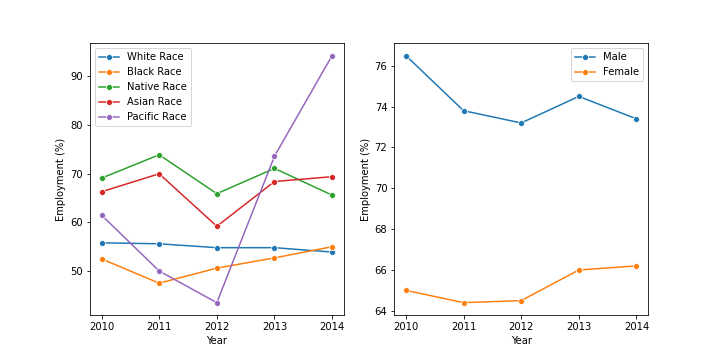 White Race
Black Race
Native Race
Asian Race
Pacific Race
Employment (%)
90
80
70
60
50
2010 2011 2012 2013 2014
Year
Male
Female
Employment (%)
76
74
72
70
68
66
64
2010 2011 2012 2013 2014
Year